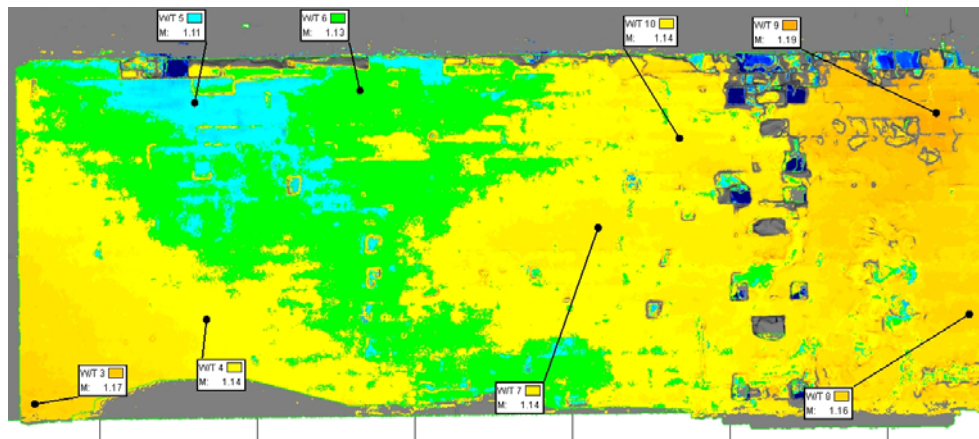 W/T 5
M: 1.11
W/T 6
M: 1.13
W/T 10
M: 1.14
W/T 9
M: 1.19
W/T 3
M: 1.17
W/T 4
M: 1.14
W/T 7
M: 1.14
W/T 8
M: 1.16